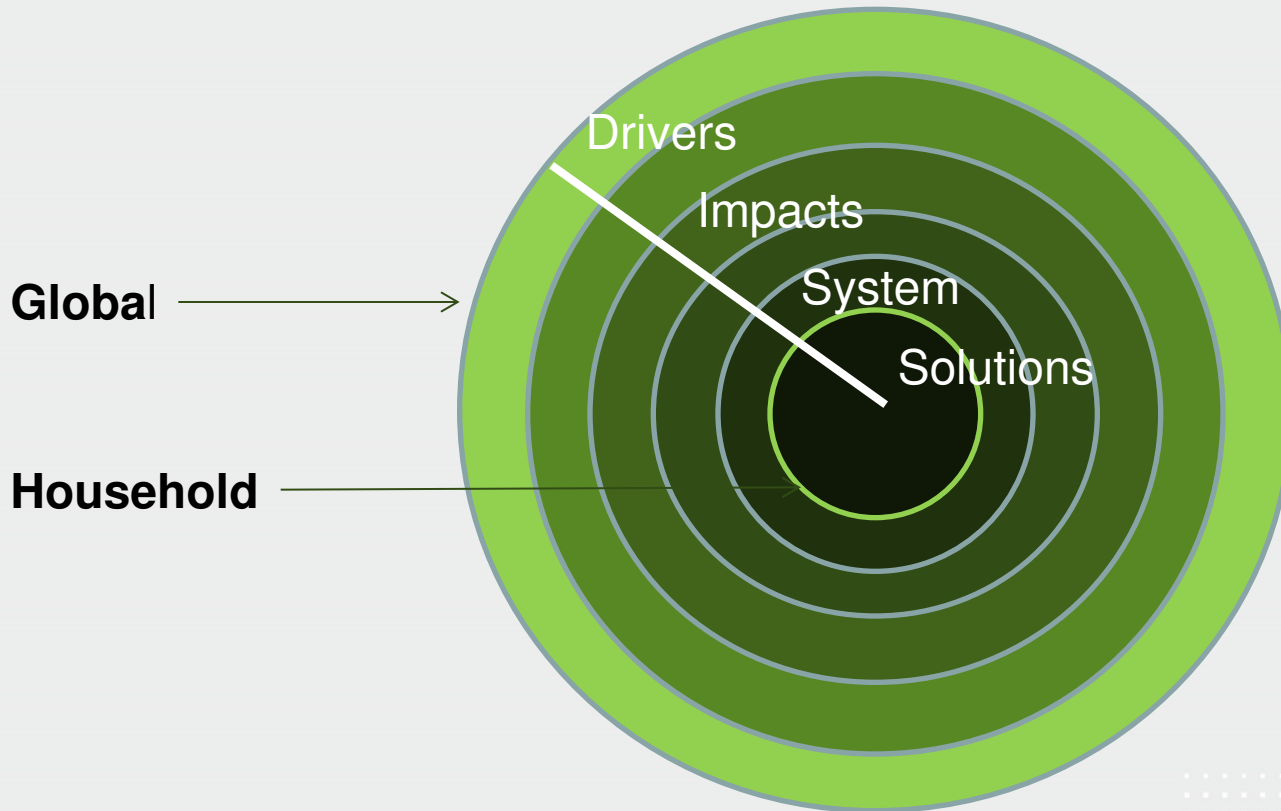 Drivers
Impacts
System
Solutions
Global
Household